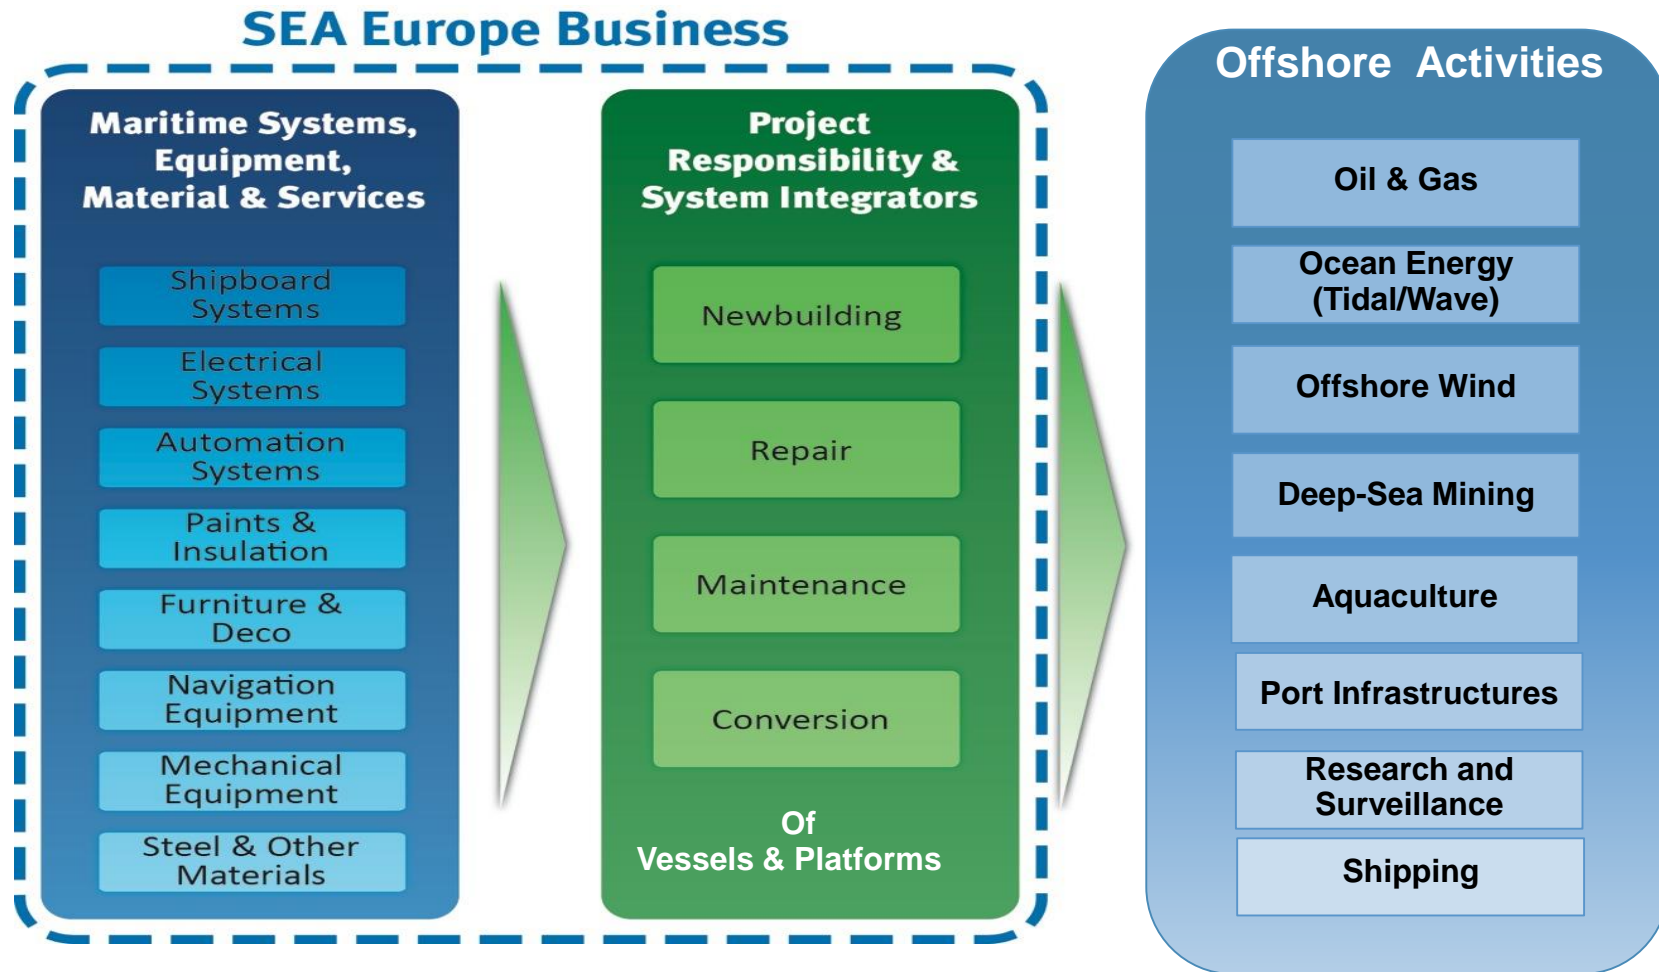 SEA Europe Business
Maritime Systems,
Equipment,
Material & Services
Shipboard
Systems
Electrical
Systems
Automation
Systems
Paints &
Insulation
Furniture &
Deco
Navigation
Equipment
Mechanical
Equipment
Steel & Other
Materials
Project
Responsibility &
System Integrators
Newbuilding
Repair
Maintenance
Conversion
Of
Vessels & Platforms
Offshore Activities
Oil & Gas
Ocean Energy
(Tidal/Wave)
Offshore Wind
Deep-Sea Mining
Aquaculture
Port Infrastructures
Research and
Surveillance
Shipping